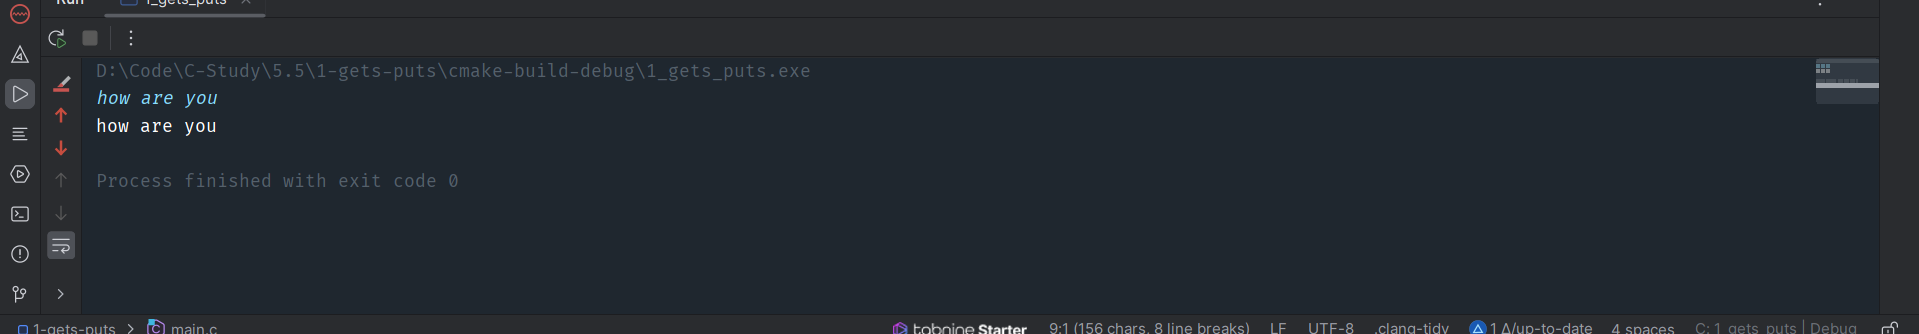 Run 1_gets_puts
D:\Code\C-Study\5.5\1-gets-puts\cmake-build-debug\1_gets_puts.exe
how are you
how are you
Process finished with exit code 0
1-gets-puts > main.c tabnine Starter 9:1 (156 chars, 8 line breaks) LF UTF-8 .clang-tidy 1 Δ/up-to-date 4 spaces C: 1_gets_puts | Debug